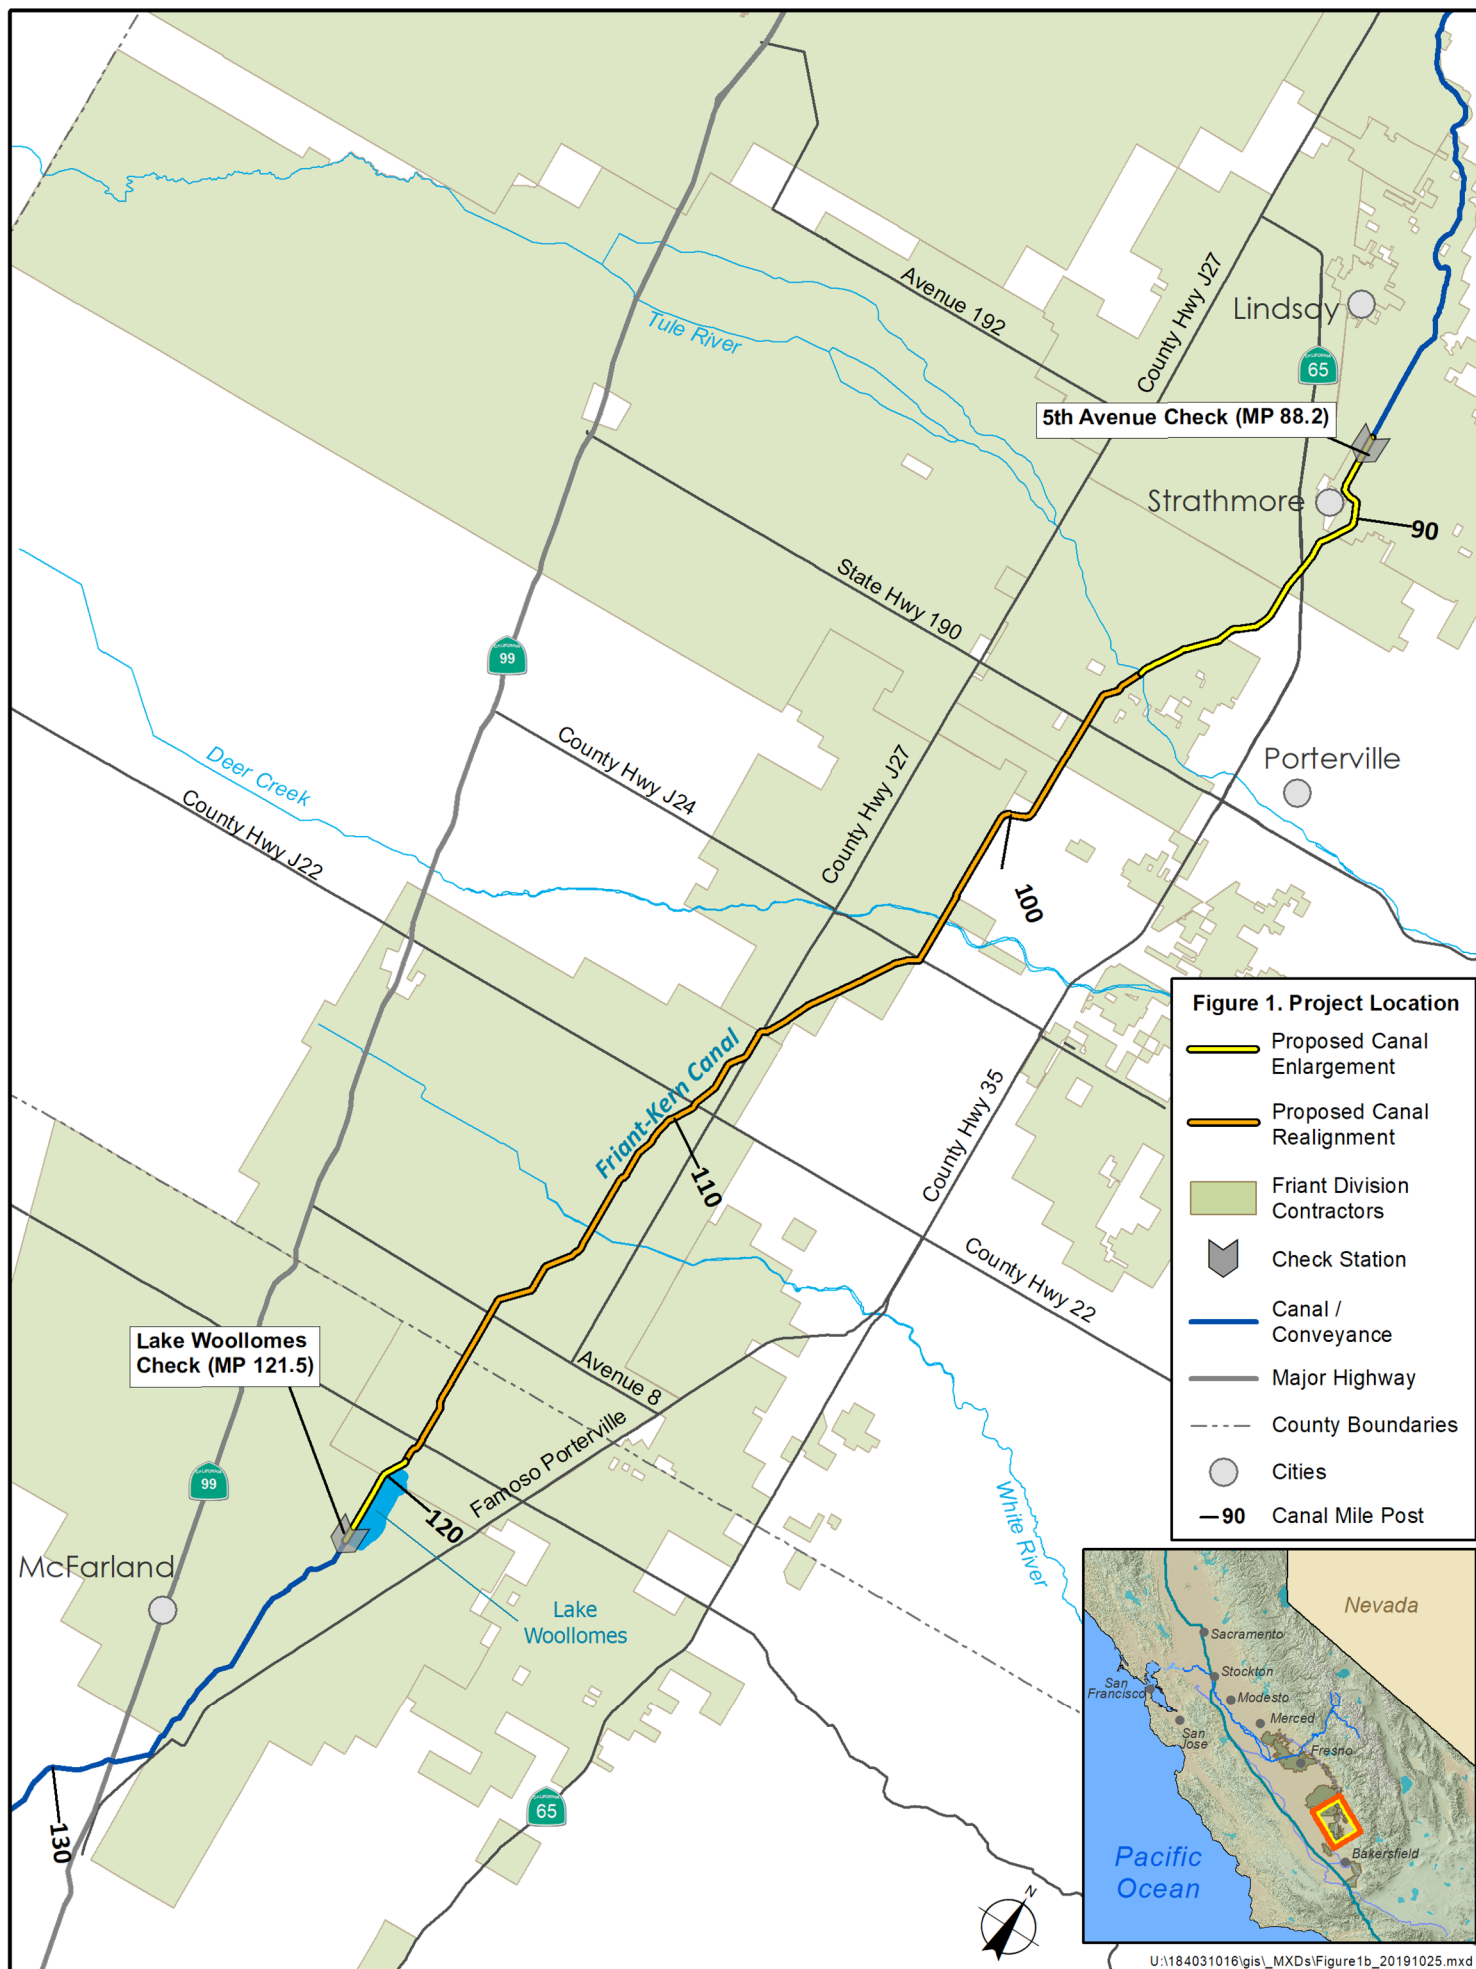 Avenue 192
County Hwy J27
Lindsay
CALIFORNIA
65
Tule River
5th Avenue Check (MP 88.2)
Strathmore
90
State Hwy 190
CALIFORNIA
99
Porterville
County Hwy J24
County Hwy J27
Deer Creek
County Hwy J22
100
Friant-Kern Canal
County Hwy 35
110
County Hwy 22
Lake Woollomes
Check (MP 121.5)
Avenue 8
Famoso Porterville
CALIFORNIA
99
120
White River
McFarland
Lake
Woollomes
CALIFORNIA
65
130
N
Figure 1. Project Location
Proposed Canal
Enlargement
Proposed Canal
Realignment
Friant Division
Contractors
Check Station
Canal /
Conveyance
Major Highway
County Boundaries
Cities
90
Canal Mile Post
Nevada
Sacramento
Stockton
San
Francisco
Modesto
Merced
San
Jose
Fresno
Bakersfield
Pacific
Ocean
U:\184031016\gis\_MXDs\Figure1b_20191025.mxd